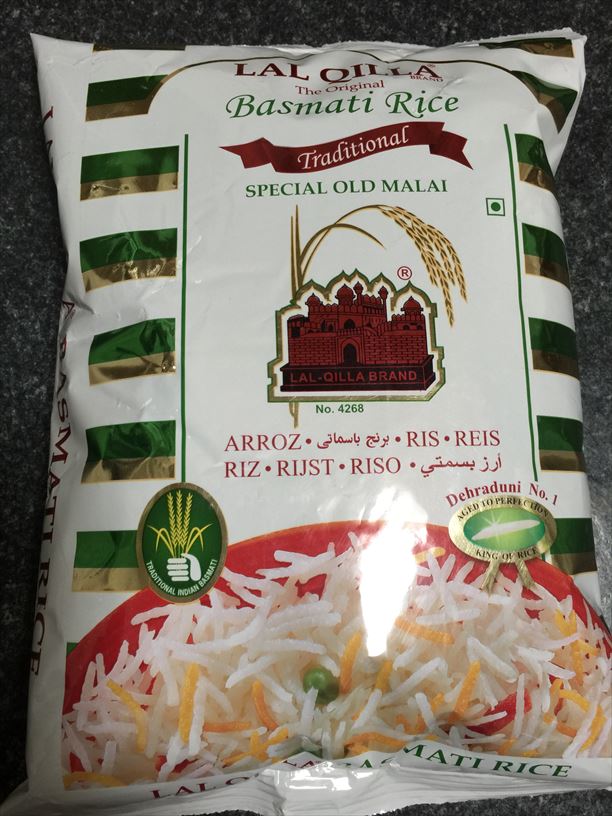 LAL QILLA®
BRAND
The Original
Basmati Rice
Traditional
SPECIAL OLD MALAI
®
LAL-QILLA BRAND
No. 4268
ARROZ • برنج باسماتی • RIS • REIS
RIZ • RIJST • RISO • أرز بسمتي
Dehraduni No. 1
AGED TO PERFECTION
KING OF RICE
TRADITIONAL INDIAN BASMATI
BASMATI RICE
LAL BASMATI RICE